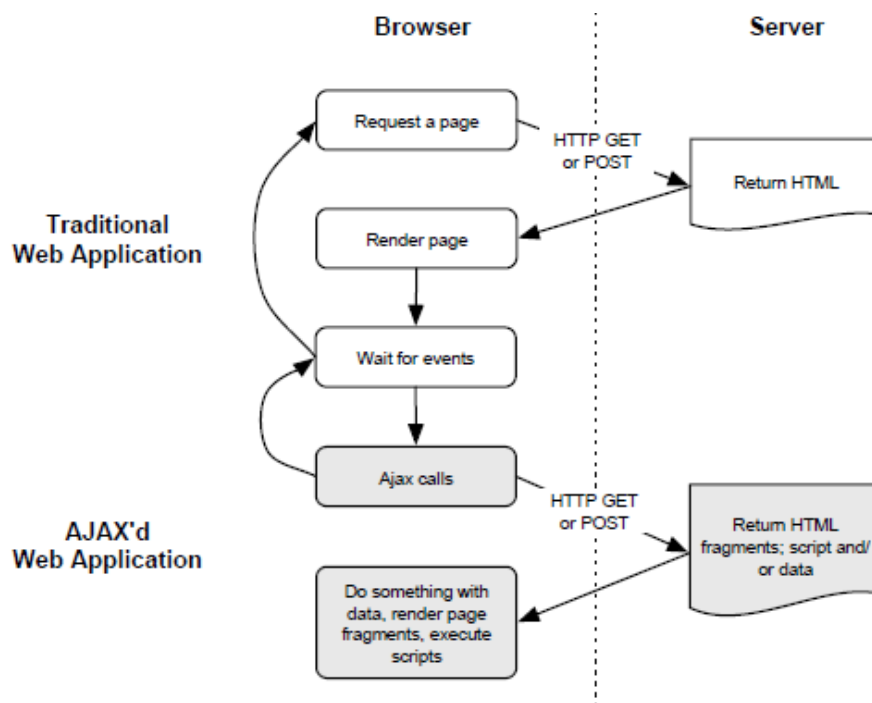 Browser
Server
Request a page
HTTP GET
or POST
Return HTML
Traditional
Web Application
Render page
Wait for events
Ajax calls
HTTP GET
or POST
AJAX'd
Web Application
Return HTML
fragments; script and/
or data
Do something with
data, render page
fragments, execute
scripts